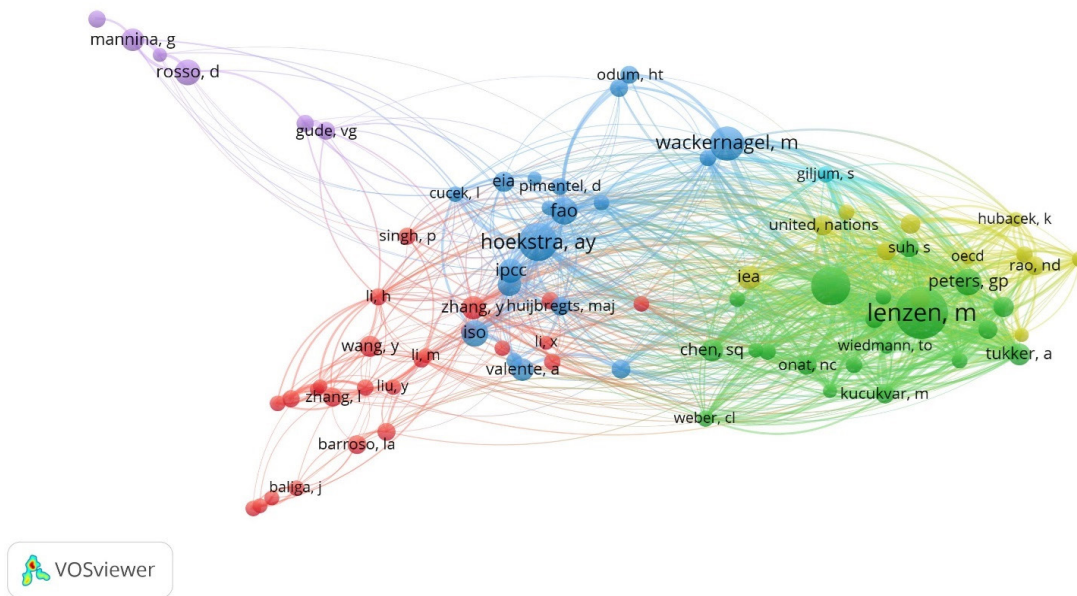 mannina, g
rosso, d
odum, ht
gude, vg
wackernagel, m
giljum, s
eia
pimentel, d
cucek, l
fao
united, nations
hubacek, k
singh, p
hoekstra, ay
suh, s
oecd
rao, nd
ipcc
iea
peters, gp
li, h
zhang, y
huijbregts, maj
lenzen, m
iso
wang, y
li, x
li, m
chen, sq
wiedmann, to
tukker, a
valente, a
onat, nc
liu, y
zhang, l
kucukvar, m
weber, cl
barroso, la
baliga, j
VOSviewer